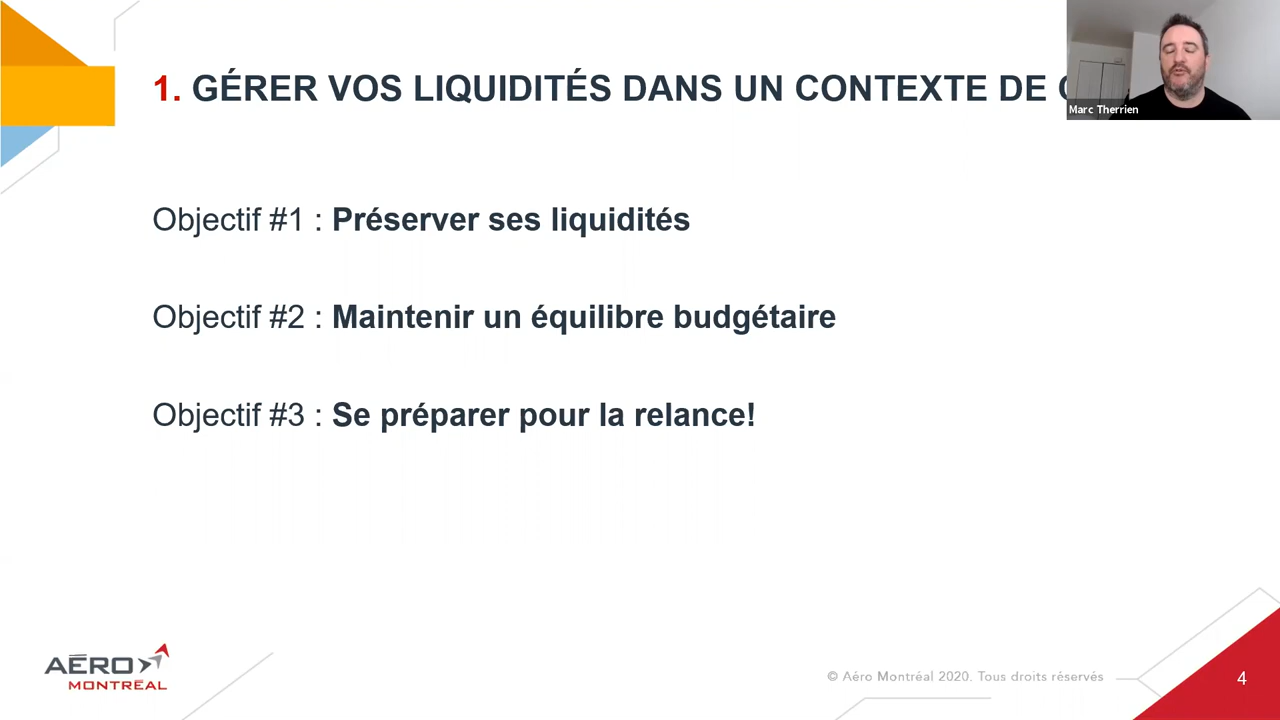 1. GÉRER VOS LIQUIDITÉS DANS UN CONTEXTE DE
Marc Therrien
Objectif #1 : Préserver ses liquidités
Objectif #2 : Maintenir un équilibre budgétaire
Objectif #3 : Se préparer pour la relance!
AÉRO
MONTRÉAL
© Aéro Montréal 2020. Tous droits réservés
4